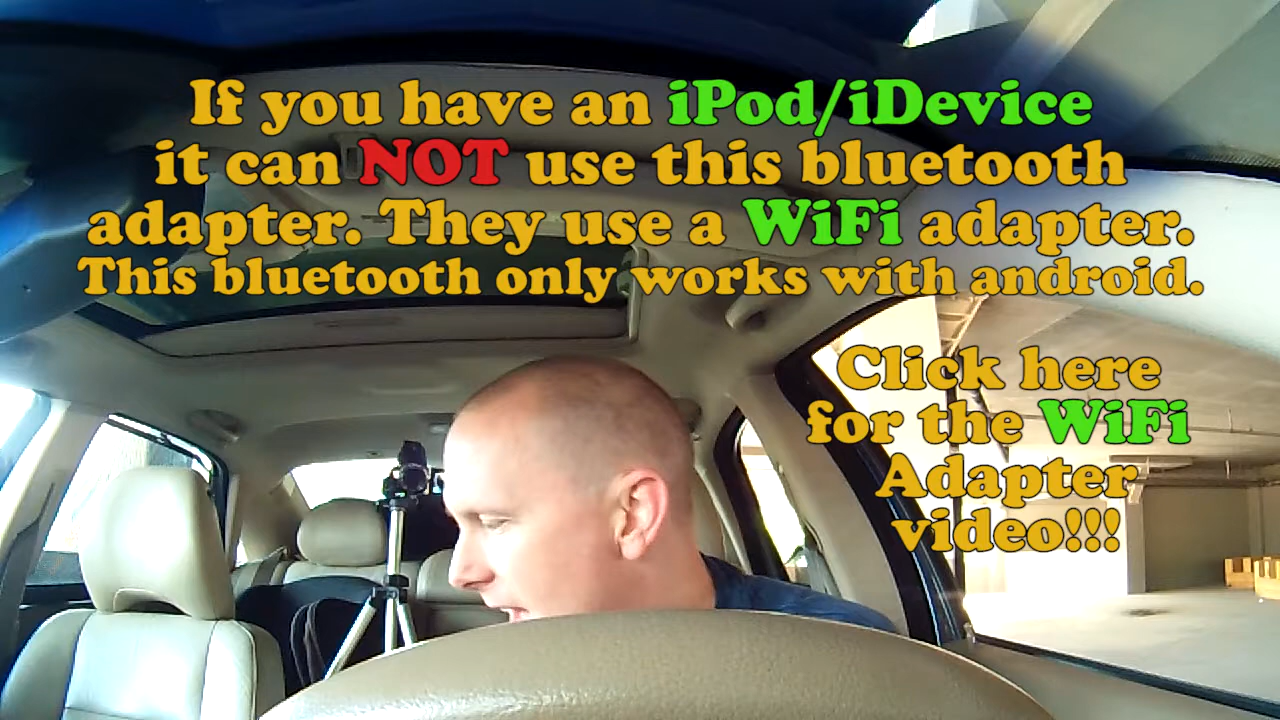 If you have an iPod/iDevice
it can NOT use this bluetooth
adapter. They use a WiFi adapter.
This bluetooth only works with android.
Click here
for the WiFi
Adapter
video!!!